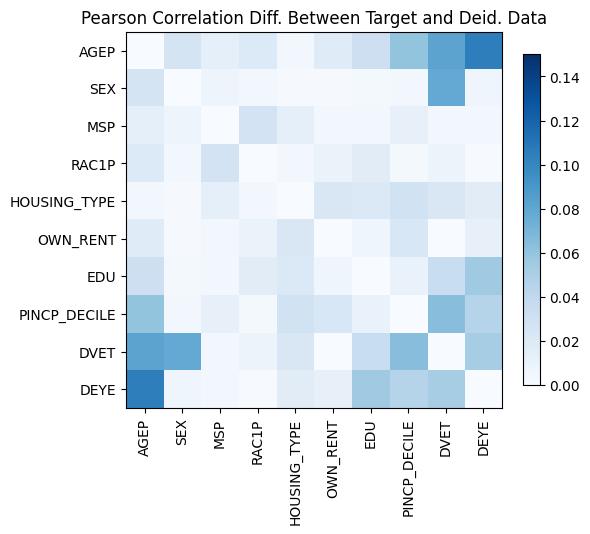 Pearson Correlation Diff. Between Target and Deid. Data
AGEP
SEX
MSP
RAC1P
HOUSING_TYPE
OWN_RENT
EDU
PINCP_DECILE
DVET
DEYE
0.14
0.12
0.10
0.08
0.06
0.04
0.02
0.00
AGEP
SEX
MSP
RAC1P
HOUSING_TYPE
OWN_RENT
EDU
PINCP_DECILE
DVET
DEYE